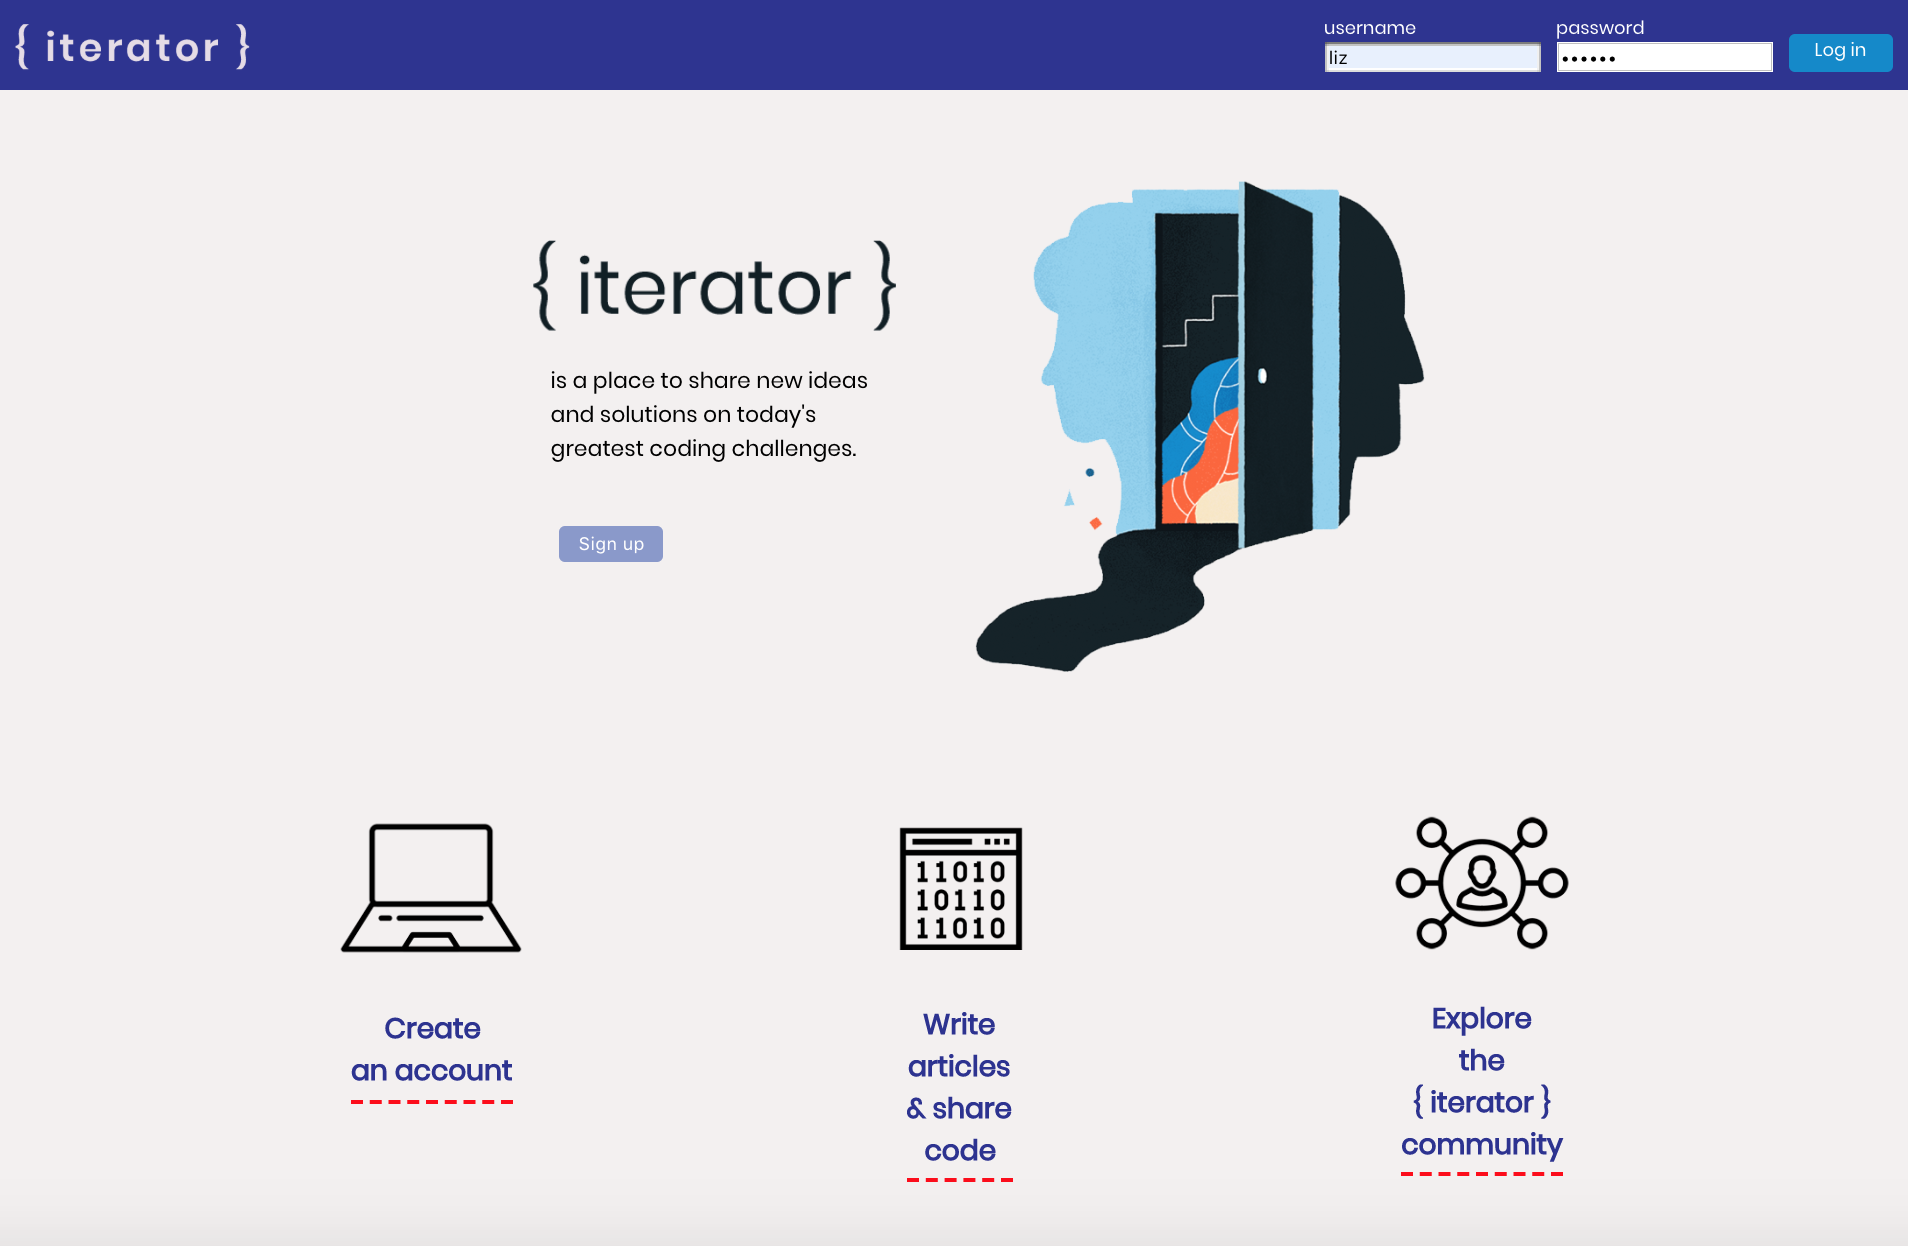 { iterator }
username
password
liz
••••••
Log in
{ iterator }
is a place to share new ideas
and solutions on today's
greatest coding challenges.
Sign up
11010
10110
11010
Create
an account
Write
articles
& share
code
Explore
the
{ iterator }
community